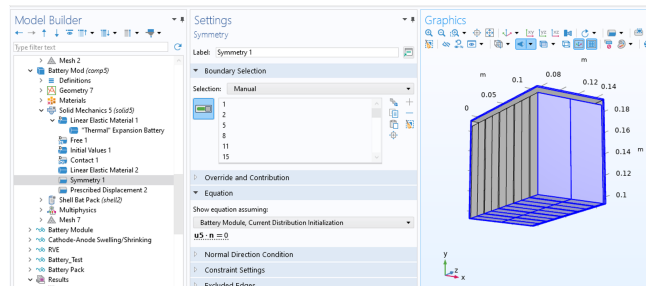 Model Builder
Type filter text
Mesh 2
Battery Mod (comp5)
Definitions
Geometry 7
Materials
Solid Mechanics 5 (solid5)
Linear Elastic Material 1
"Thermal" Expansion Battery
Free 1
Initial Values 1
Contact 1
Linear Elastic Material 2
Symmetry 1
Prescribed Displacement 2
Shell Bat Pack (shell2)
Multiphysics
Mesh 7
Battery Module
Cathode-Anode Swelling/Shrinking
RVE
Battery_Test
Battery Pack
Results
Settings
Symmetry
Label: Symmetry 1
Boundary Selection
Selection: Manual
1
2
5
8
11
15
Override and Contribution
Equation
Show equation assuming:
Battery Module, Current Distribution Initialization
u5 · n = 0
Normal Direction Condition
Constraint Settings
Excluded Edges
Graphics
m
m
0.1
0.08
0.12
0.14
0.05
0
0.18
0.16
0.14
m
0.12
0.1
y
z
x